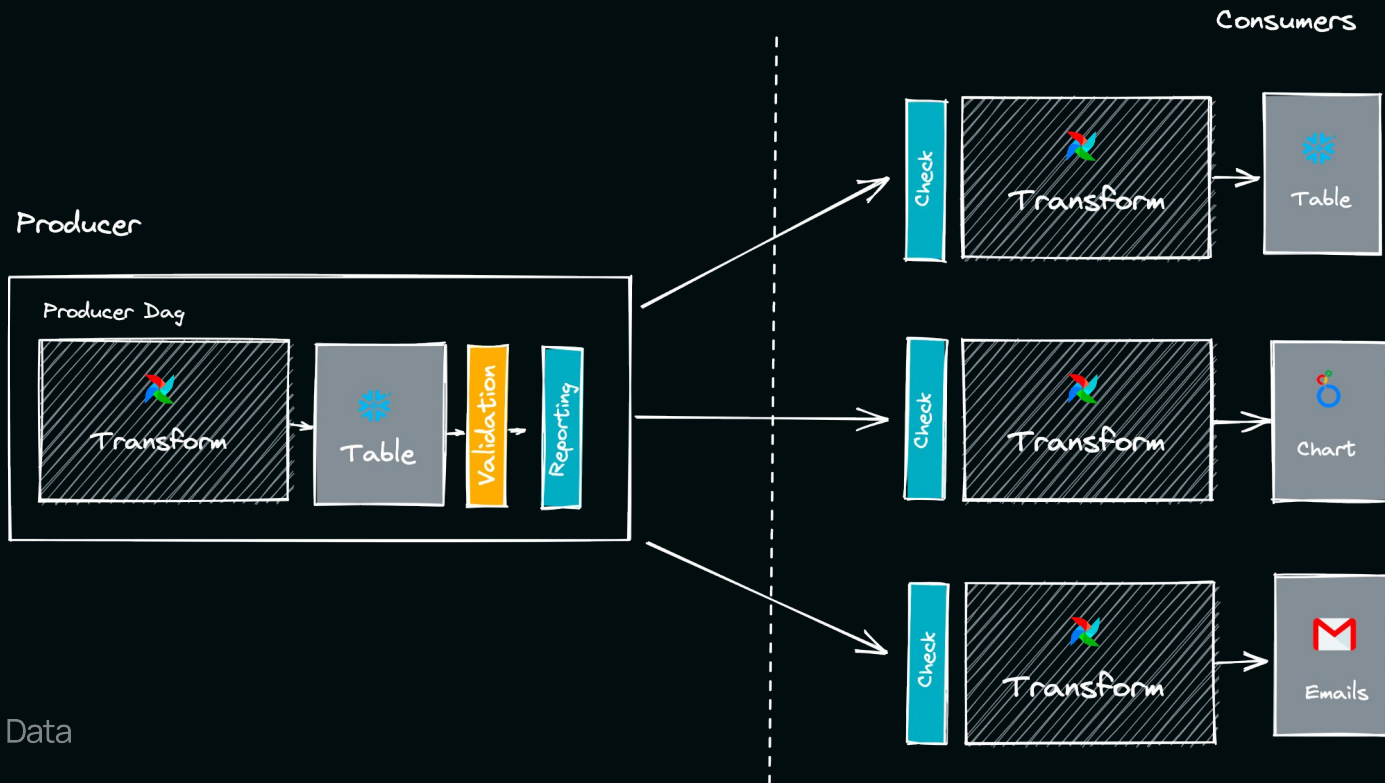 Consumers
Producer
Producer Dag
Transform
Table
Validation
Reporting
Check
Transform
Table
Check
Transform
Chart
Check
Transform
Emails
Data